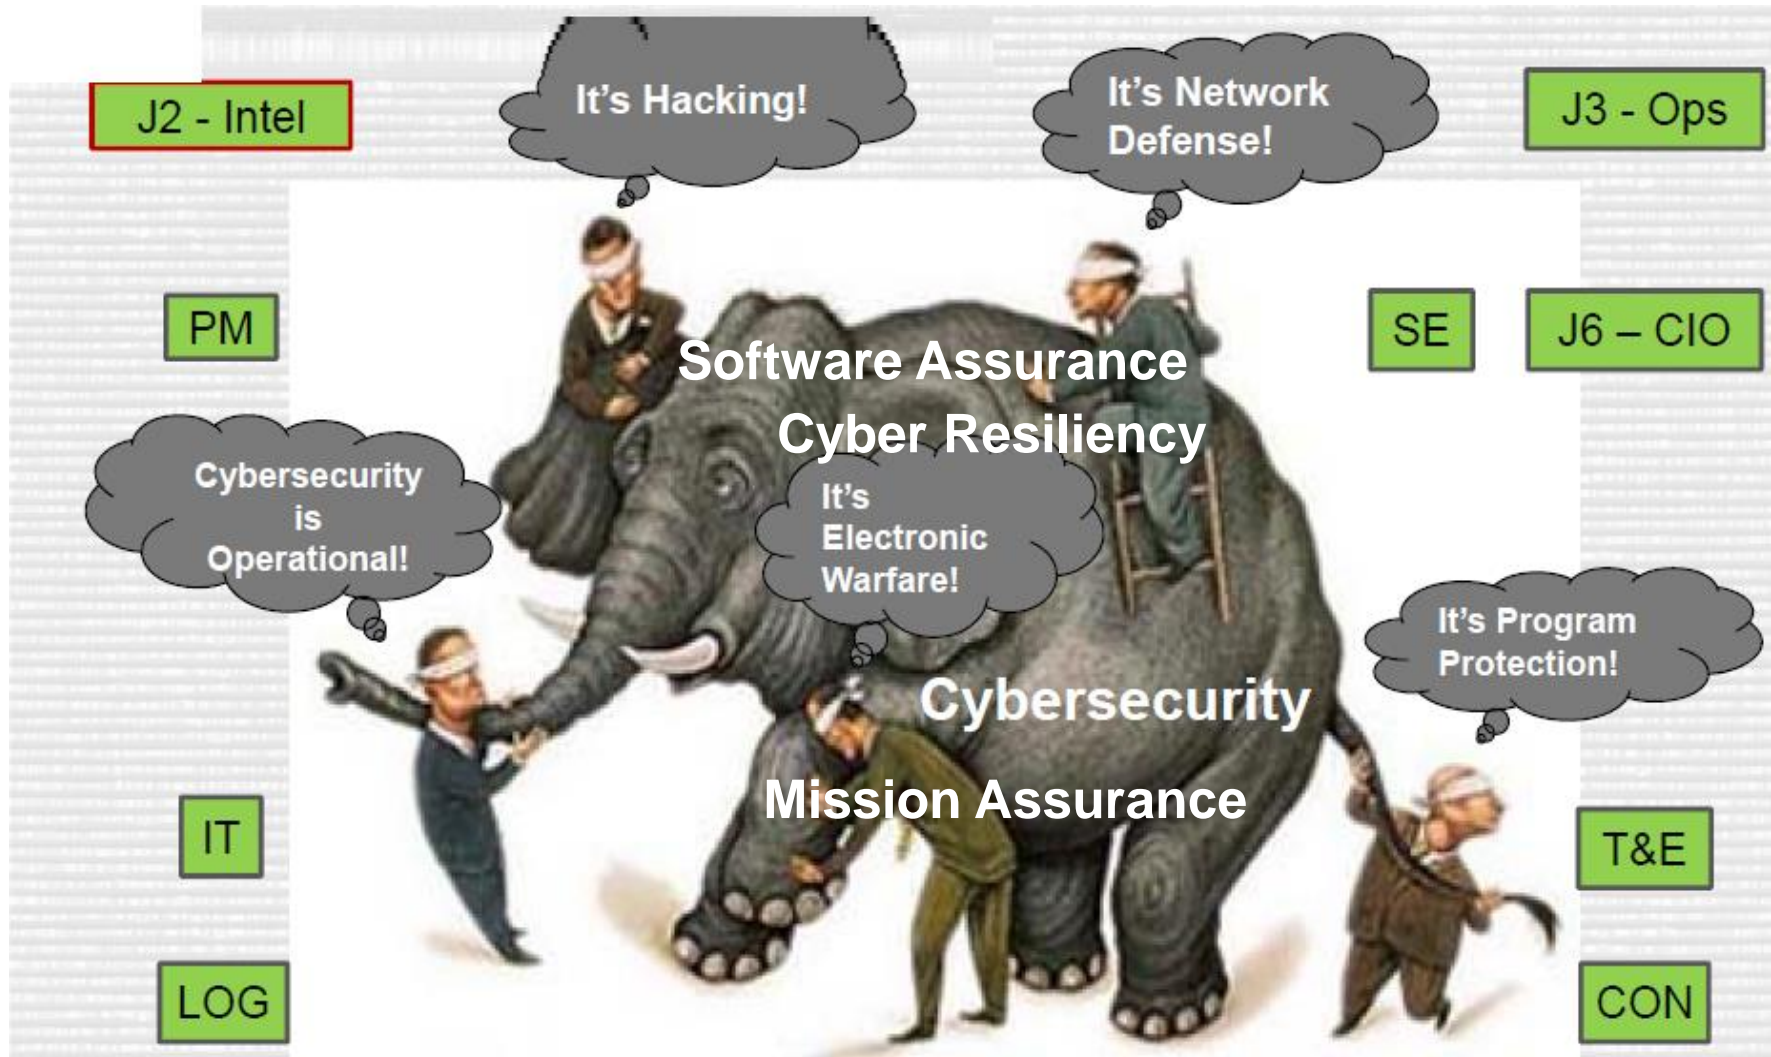 J2 - Intel
It's Hacking!
It's Network
Defense!
J3 - Ops
PM
SE
J6 – CIO
Software Assurance
Cyber Resiliency
Cybersecurity
is
Operational!
It's
Electronic
Warfare!
It's Program
Protection!
Cybersecurity
Mission Assurance
IT
T&E
LOG
CON